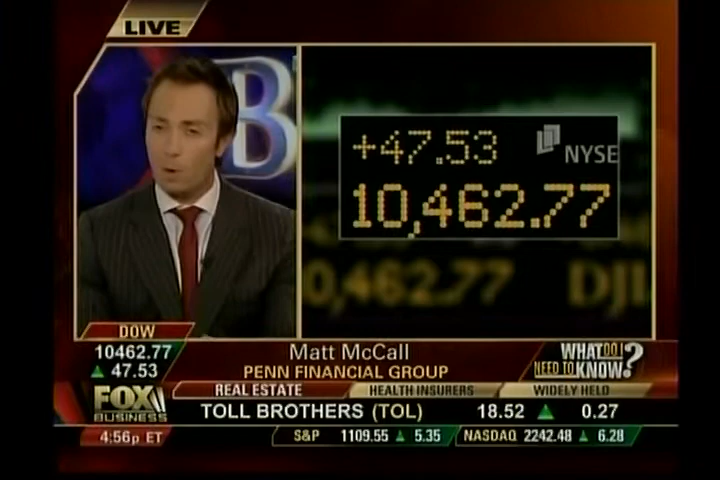 LIVE
B
+47.53
NYSE
10,462.77
0,462.77 DJI
DOW
10462.77
▲ 47.53
Matt McCall
PENN FINANCIAL GROUP
WHAT DO I
NEED TO KNOW?
FOX
BUSINESS
REAL ESTATE HEALTH INSURERS WIDELY HELD
TOLL BROTHERS (TOL) 18.52 ▲ 0.27
4:56p ET
S&P 1109.55 ▲ 5.35 NASDAQ 2242.48 ▲ 6.28